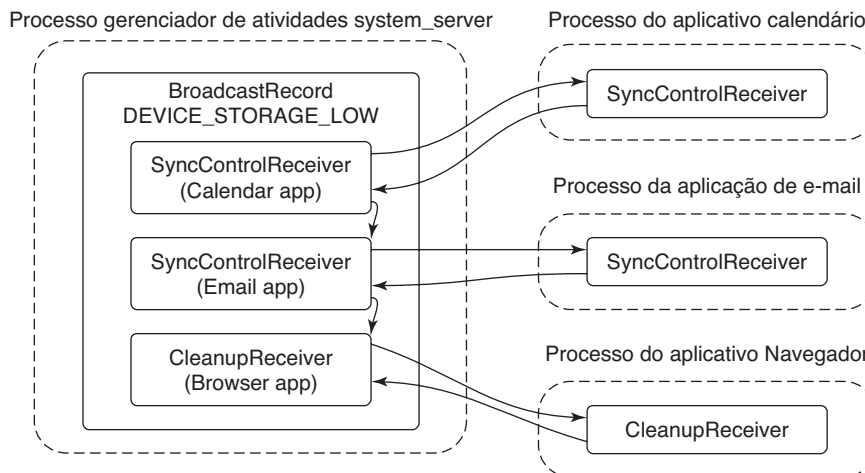 Processo gerenciador de atividades system_server
BroadcastRecord
DEVICE_STORAGE_LOW
SyncControlReceiver
(Calendar app)
SyncControlReceiver
(Email app)
CleanupReceiver
(Browser app)
Processo do aplicativo calendário
SyncControlReceiver
Processo da aplicação de e-mail
SyncControlReceiver
Processo do aplicativo Navegador
CleanupReceiver